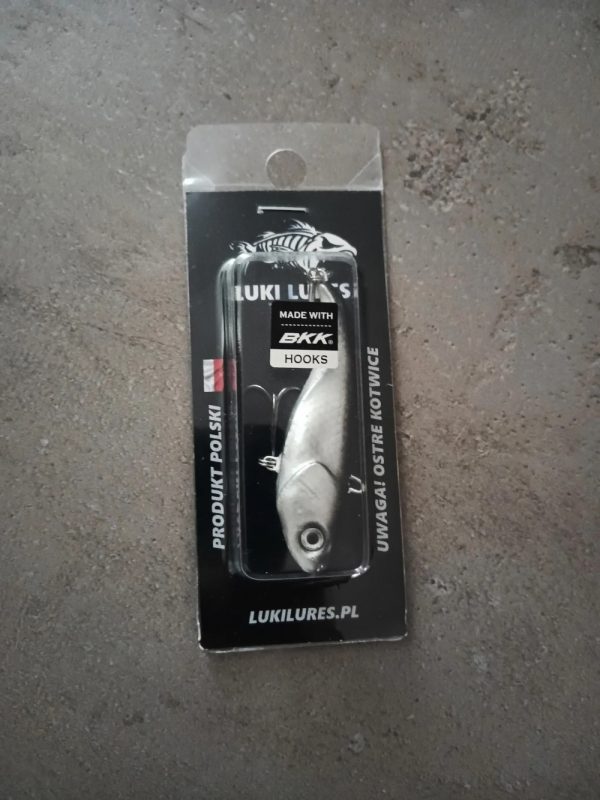 LUKI LURES
MADE WITH
BKK®
HOOKS
PRODUKT POLSKI
UWAGA! OSTRE KOTWICE
LUKILURES.PL